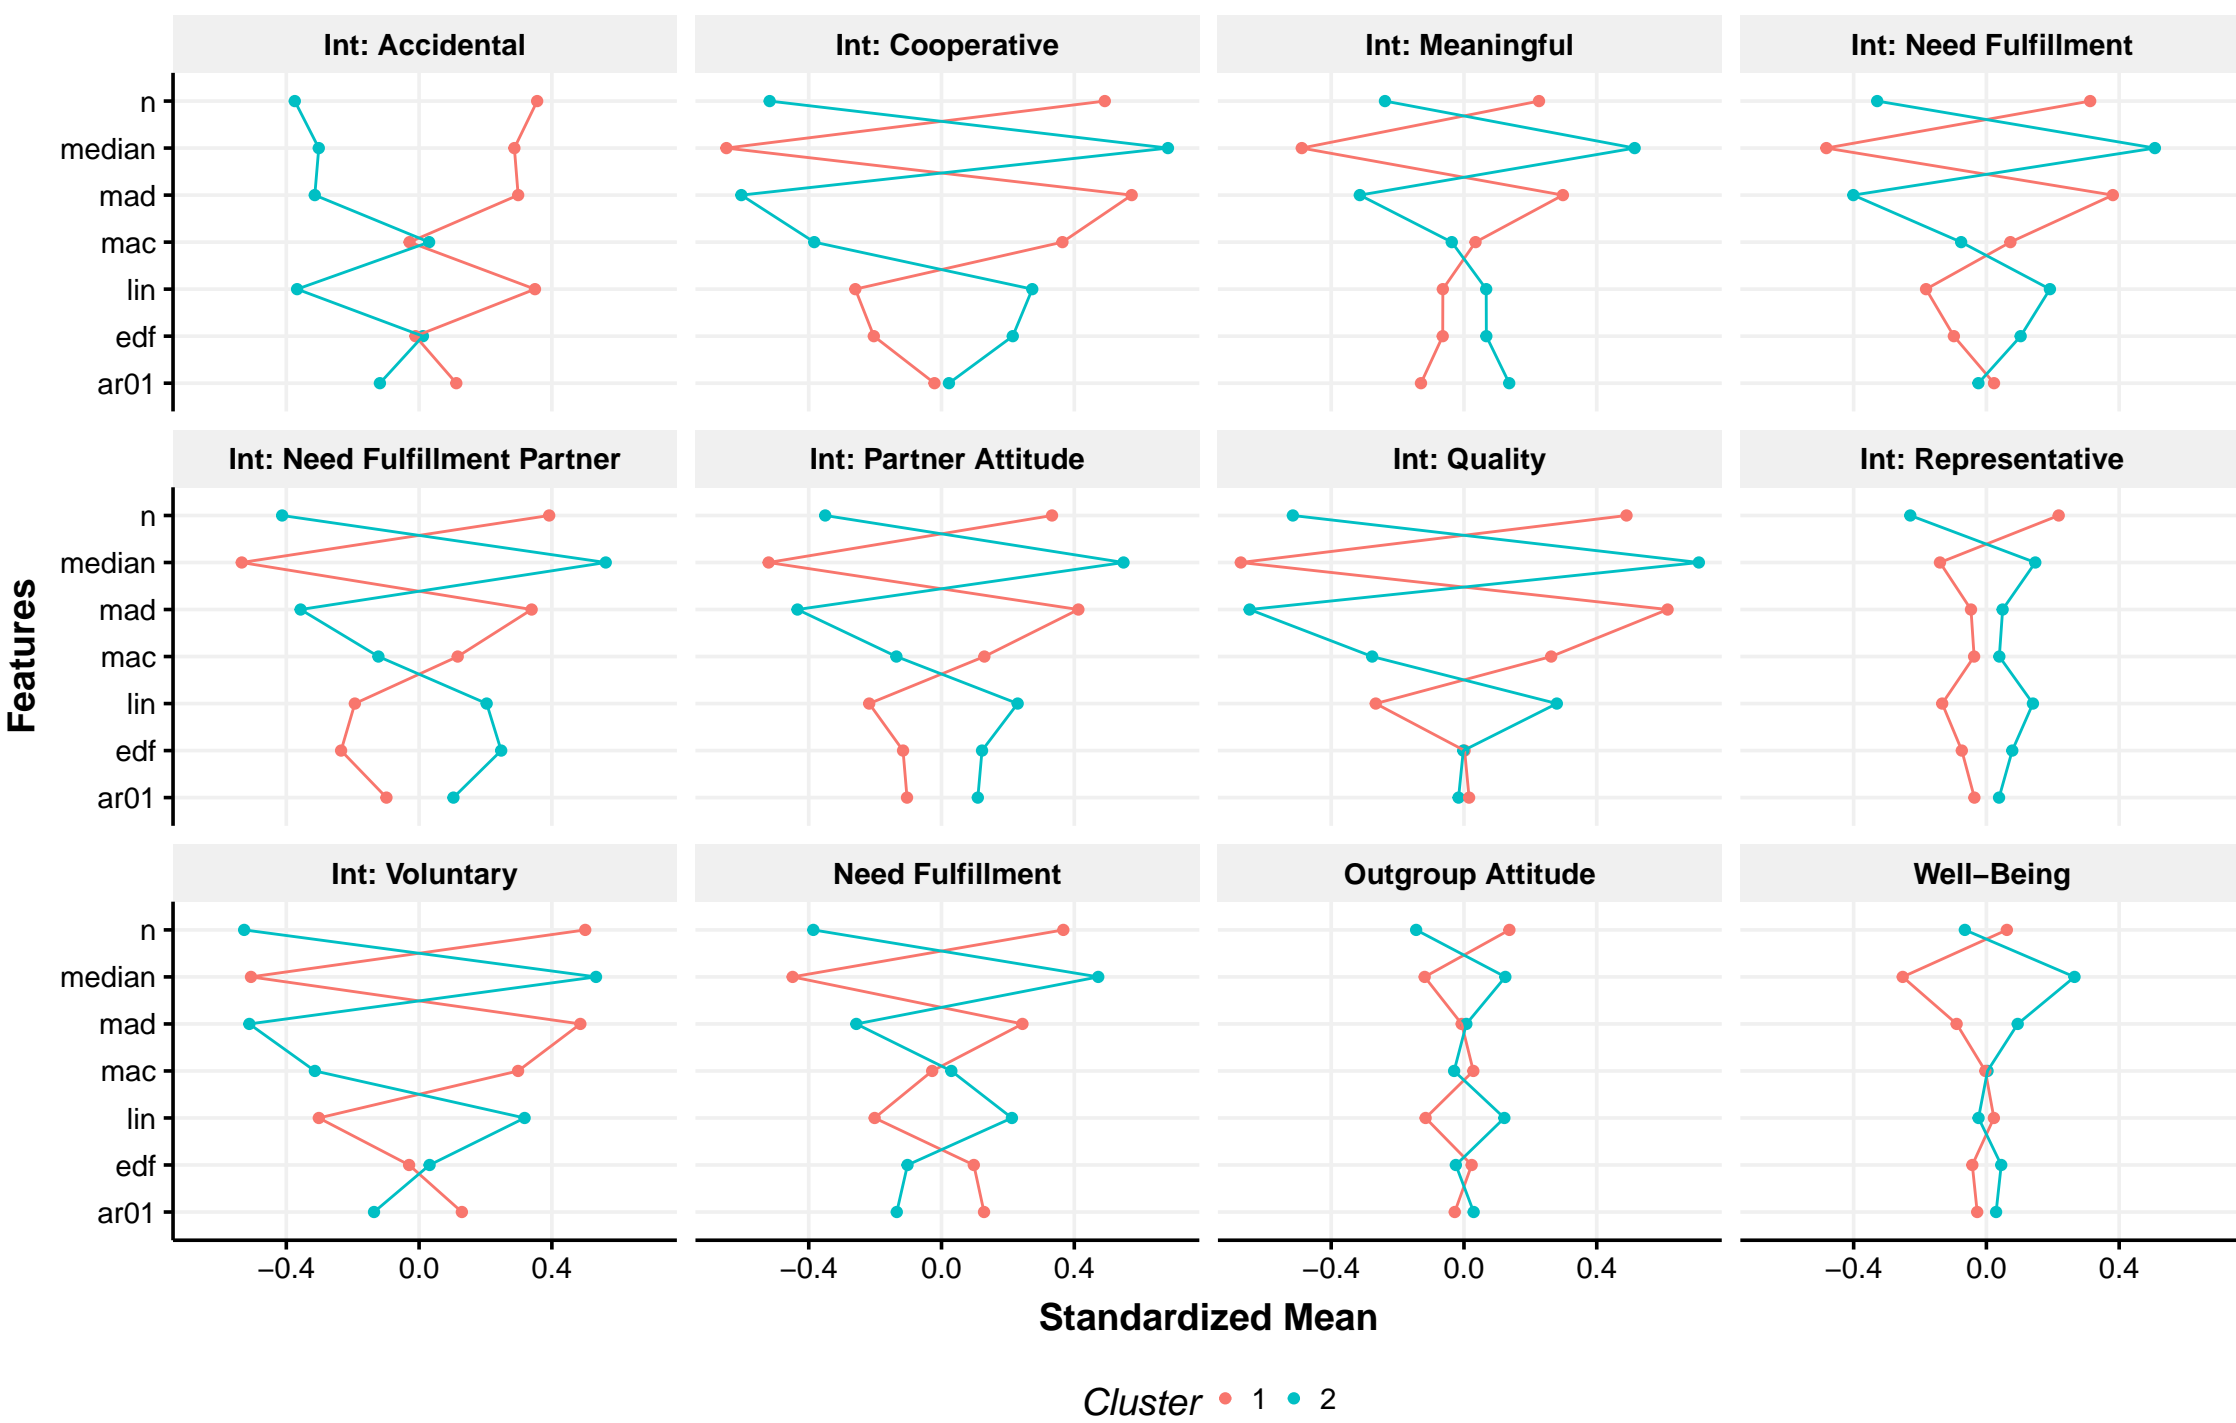 Int: Accidental
Int: Cooperative
Int: Meaningful
Int: Need Fulfillment
n
median
mad
mac
lin
edf
ar01
Int: Need Fulfillment Partner
Int: Partner Attitude
Int: Quality
Int: Representative
n
median
mad
mac
lin
edf
ar01
Features
Int: Voluntary
Need Fulfillment
Outgroup Attitude
Well−Being
n
median
mad
mac
lin
edf
ar01
−0.4 0.0 0.4
−0.4 0.0 0.4
−0.4 0.0 0.4
−0.4 0.0 0.4
Standardized Mean
Cluster 1 2